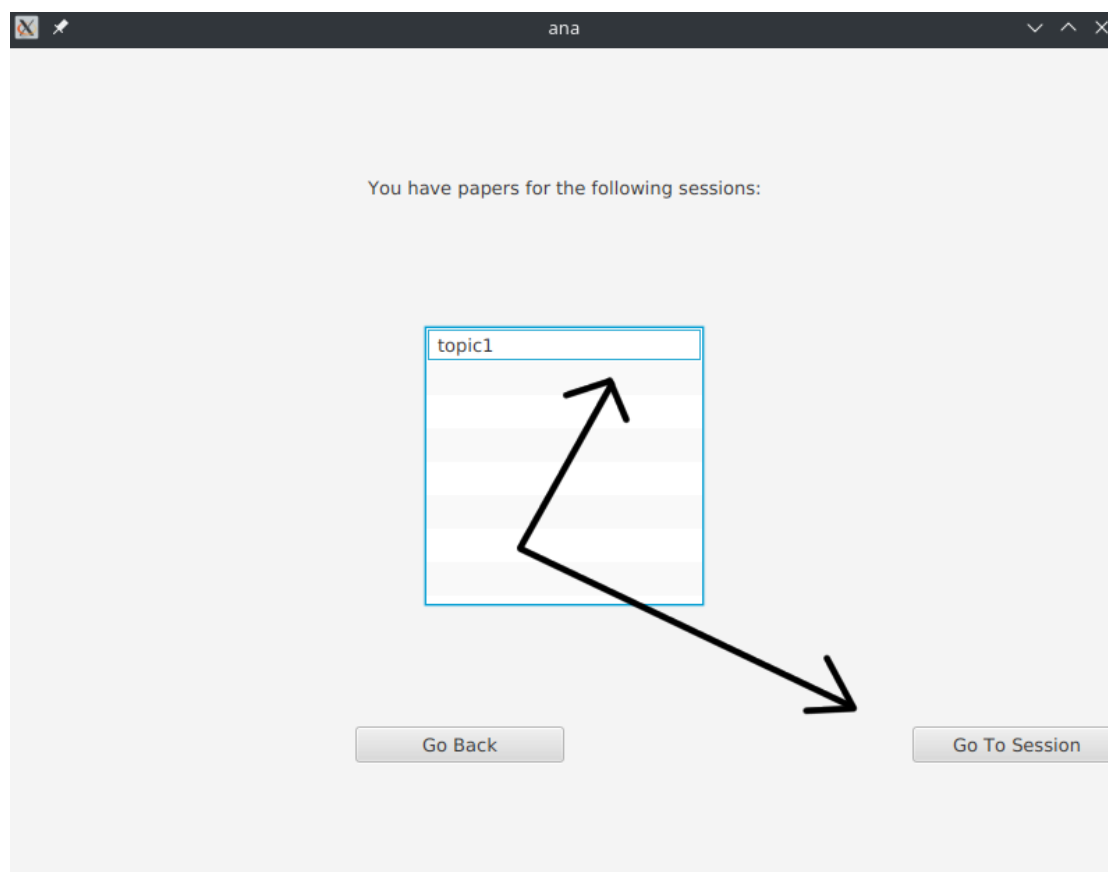 ana
You have papers for the following sessions:
topic1
Go Back
Go To Session